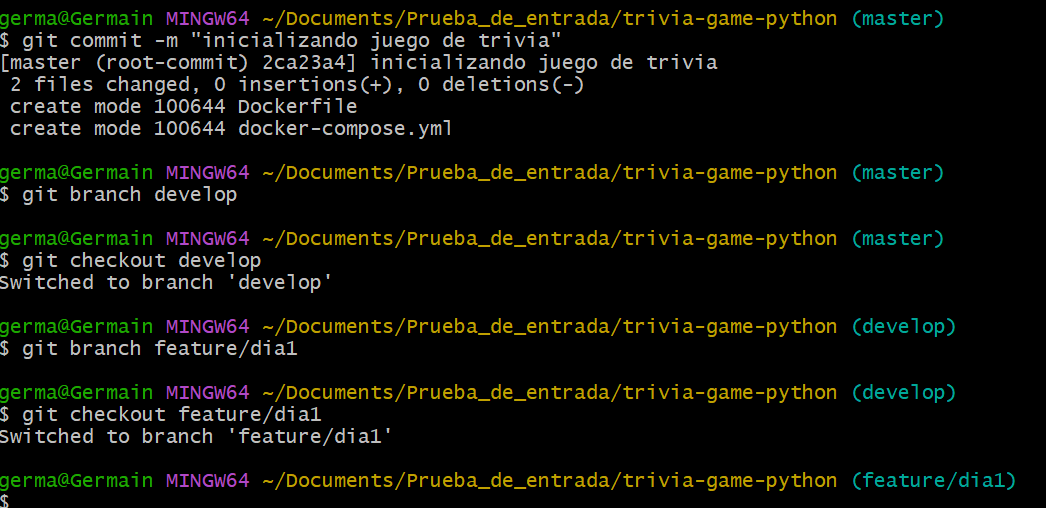 germa@Germain MINGW64 ~/Documents/Prueba_de_entrada/trivia-game-python (master)
$ git commit -m "inicializando juego de trivia"
[master (root-commit) 2ca23a4] inicializando juego de trivia
 2 files changed, 0 insertions(+), 0 deletions(-)
 create mode 100644 Dockerfile
 create mode 100644 docker-compose.yml

germa@Germain MINGW64 ~/Documents/Prueba_de_entrada/trivia-game-python (master)
$ git branch develop

germa@Germain MINGW64 ~/Documents/Prueba_de_entrada/trivia-game-python (master)
$ git checkout develop
Switched to branch 'develop'

germa@Germain MINGW64 ~/Documents/Prueba_de_entrada/trivia-game-python (develop)
$ git branch feature/dia1

germa@Germain MINGW64 ~/Documents/Prueba_de_entrada/trivia-game-python (develop)
$ git checkout feature/dia1
Switched to branch 'feature/dia1'

germa@Germain MINGW64 ~/Documents/Prueba_de_entrada/trivia-game-python (feature/dia1)
$